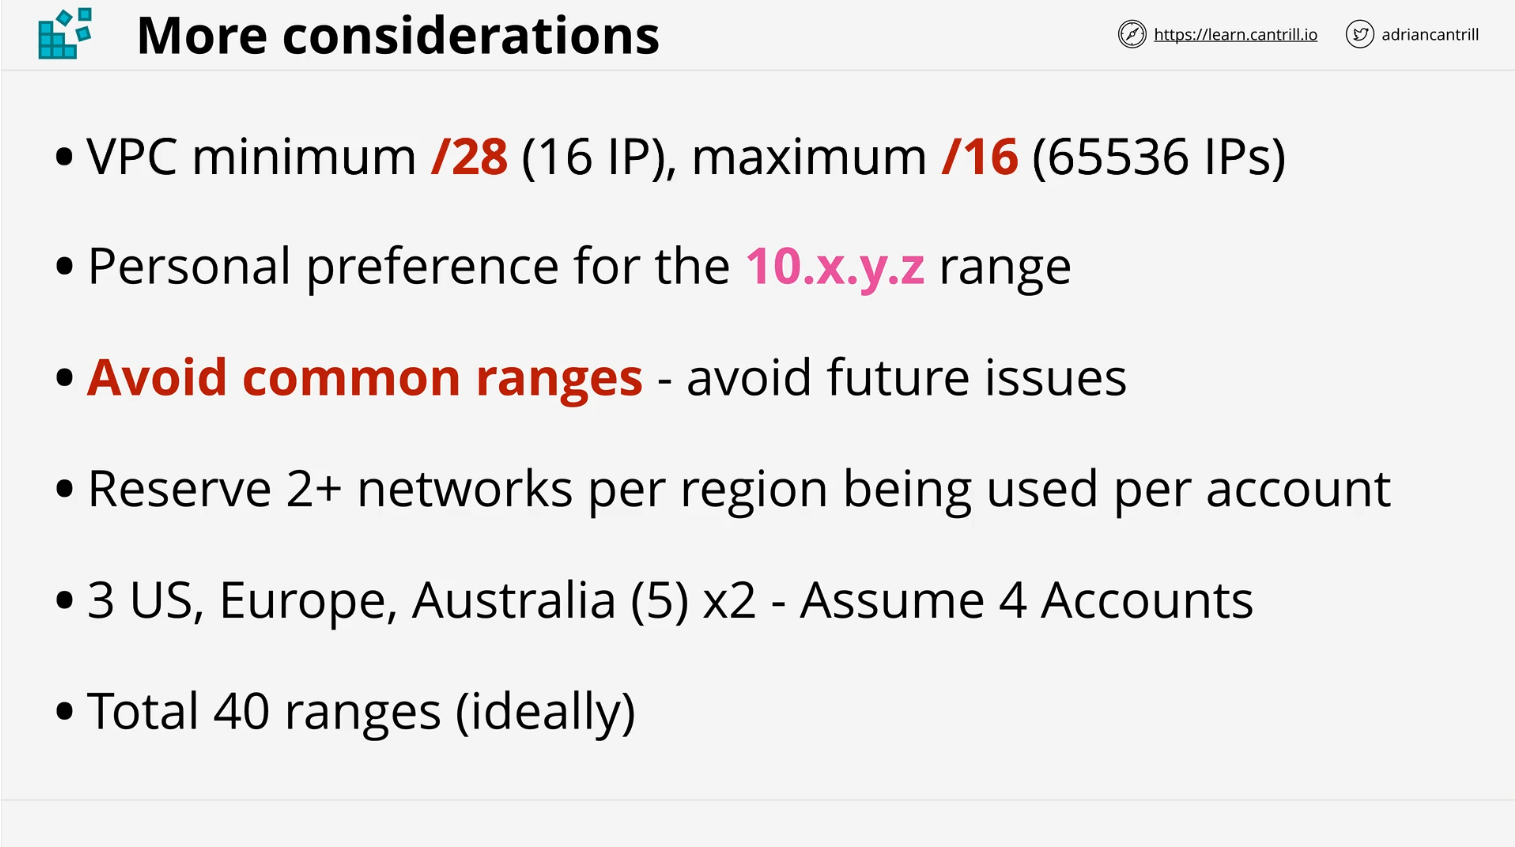 More considerations
https://learn.cantrill.io
adriancantrill
• VPC minimum /28 (16 IP), maximum /16 (65536 IPs)
• Personal preference for the 10.x.y.z range
• Avoid common ranges - avoid future issues
• Reserve 2+ networks per region being used per account
• 3 US, Europe, Australia (5) x2 - Assume 4 Accounts
• Total 40 ranges (ideally)